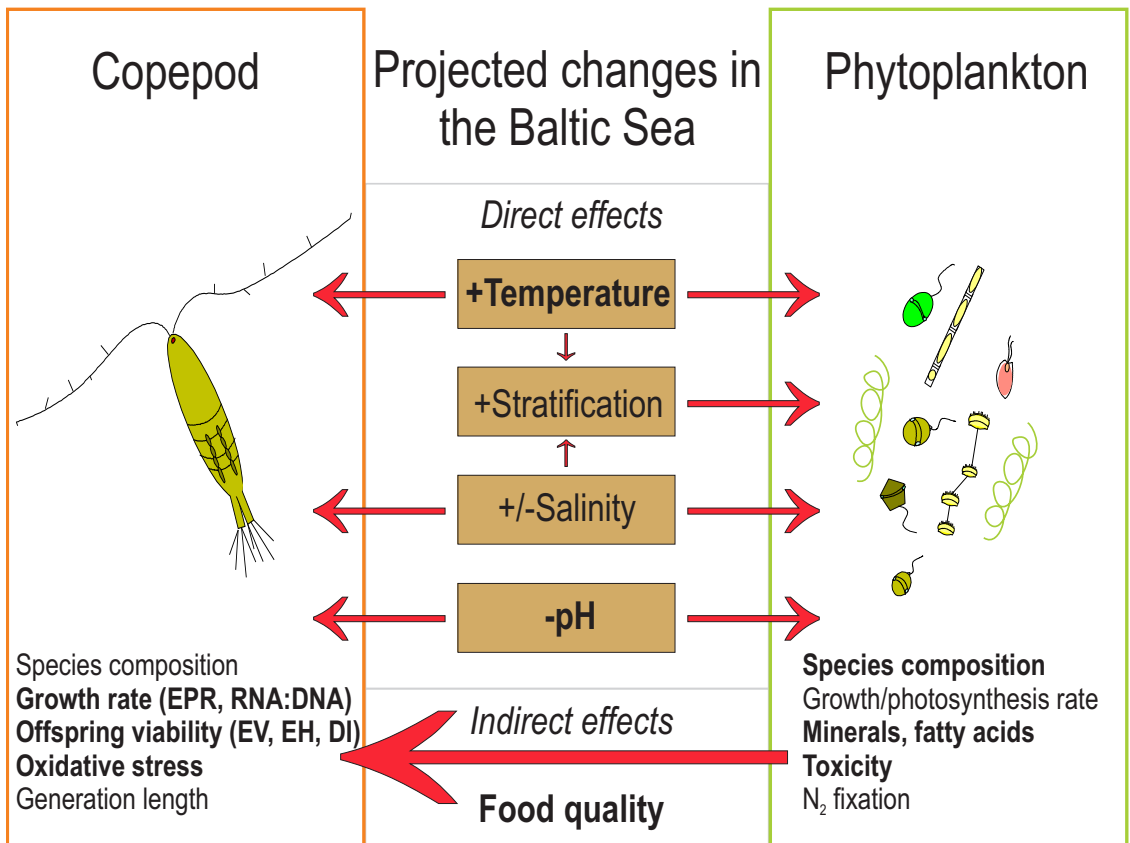 Copepod
Projected changes in
the Baltic Sea
Phytoplankton
Direct effects
+Temperature
+Stratification
+/-Salinity
-pH
Species composition
Growth rate (EPR, RNA:DNA)
Offspring viability (EV, EH, DI)
Oxidative stress
Generation length
Indirect effects
Food quality
Species composition
Growth/photosynthesis rate
Minerals, fatty acids
Toxicity
N₂ fixation